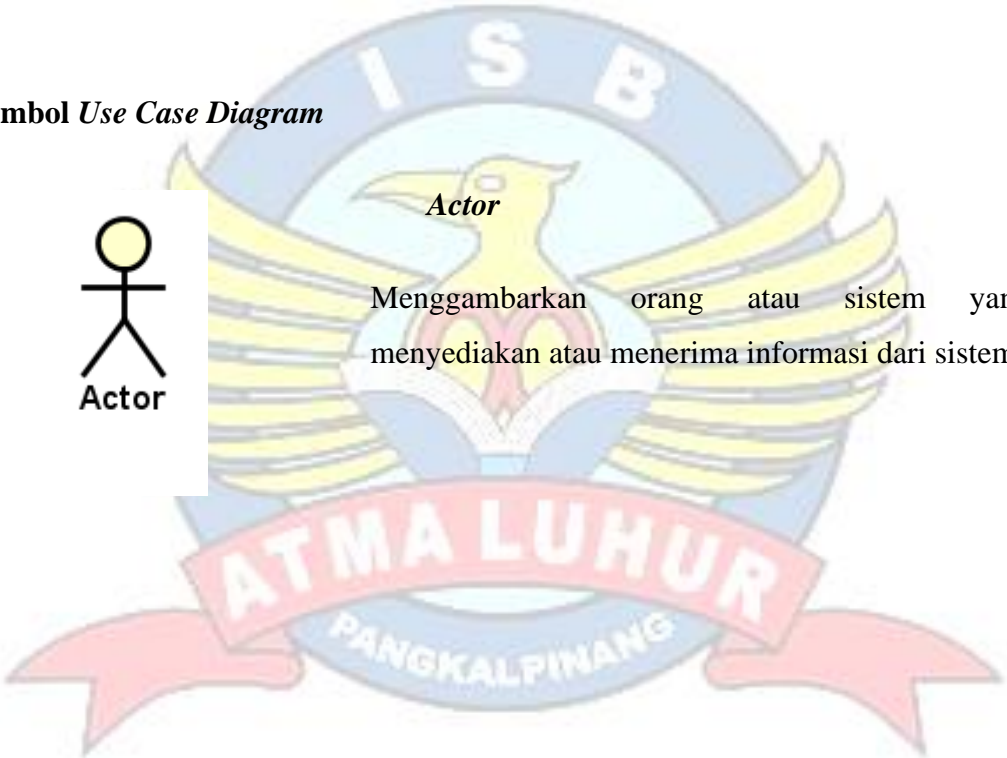 I S B
mbol Use Case Diagram
Actor
Menggambarkan orang atau sistem yan
menyediakan atau menerima informasi dari sistem
Actor
ATMA LUHUR
PANGKALPINANG